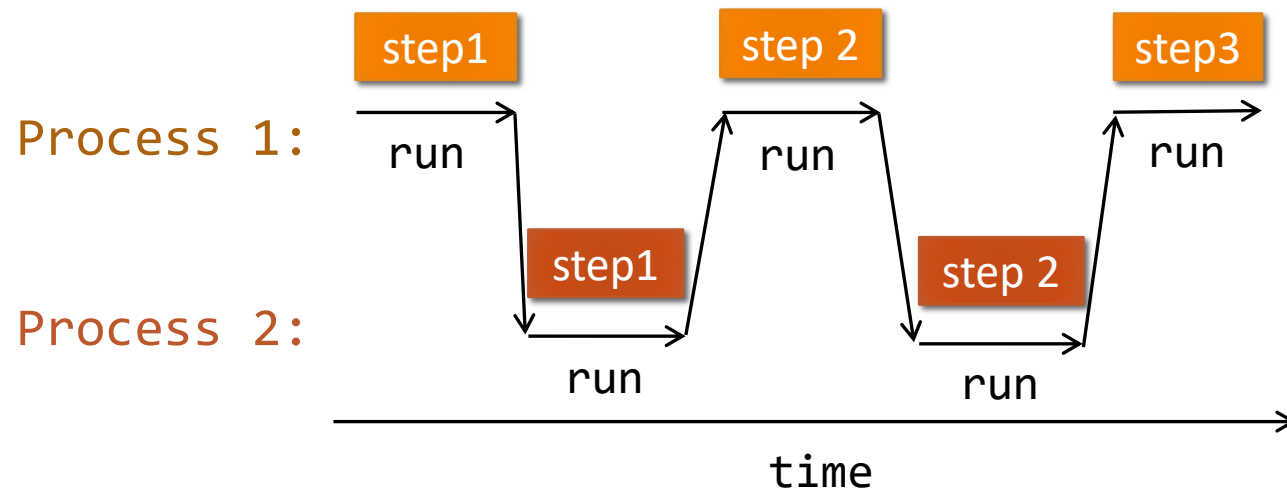 step1 step 2 step3
Process 1: run run run
step1 step 2
Process 2:
run run
time